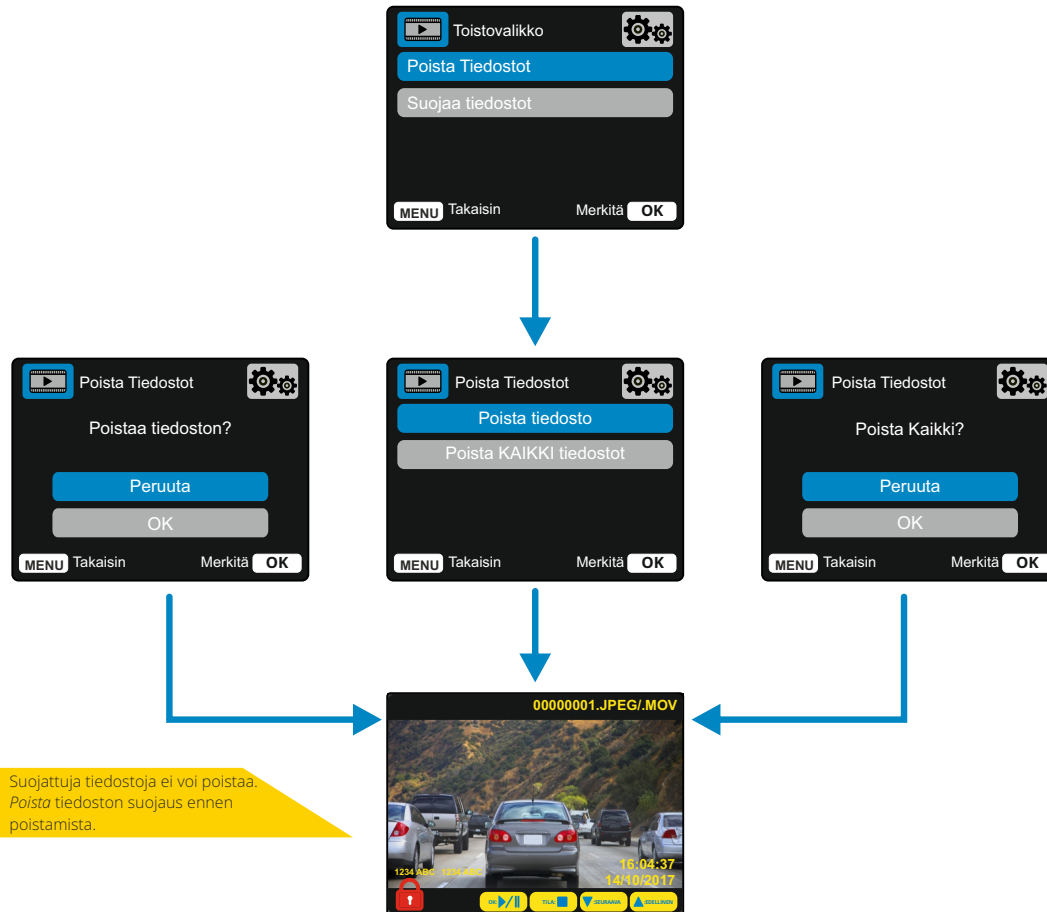 Toistovalikko
Poista Tiedostot
Suojaa tiedostot
MENU Takaisin Merkitä OK
Poista Tiedostot
Poistaa tiedoston?
Peruuta
OK
MENU Takaisin Merkitä OK
Poista Tiedostot
Poista tiedosto
Poista KAIKKI tiedostot
MENU Takaisin Merkitä OK
Poista Tiedostot
Poista Kaikki?
Peruuta
OK
MENU Takaisin Merkitä OK
00000001.JPEG/.MOV
16:04:37
1234 ABC 1234 ABC
14/10/2017
OK: TILA: :SEURAAVA :EDELLINEN
Suojattuja tiedostoja ei voi poistaa.
Poista tiedoston suojaus ennen
poistamista.